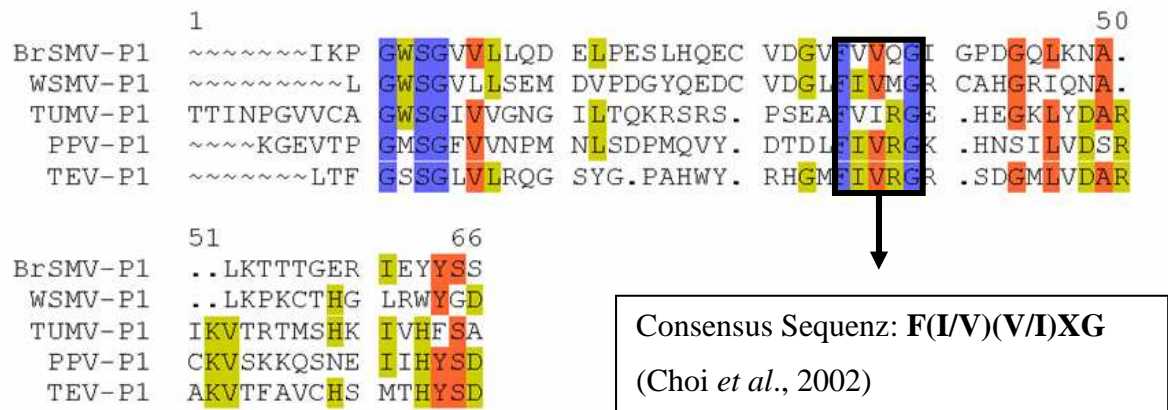 1 50
BrSMV-P1 ~~~~~~~IKP GWSGVVLLQD ELPESLHQEC VDGVFVVQGI GPDGQLKNA.
WSMV-P1 ~~~~~~~~~L GWSGVLLSEM DVPDGYQEDC VDGLFIVMGR CAHGRIQNA.
TUMV-P1 TTINPGVVCA GWSGIVVGNG ILTQKRSRS. PSEAFVIRGE .HEGKLYDAR
PPV-P1 ~~~~KGEVTP GMSGFVVNPM NLSDPMQVY. DTDLFIVRGK .HNSILVDSR
TEV-P1 ~~~~~~~LTF GSSGLVLRQG SYG.PAHWY. RHGMFIVRGR .SDGMLVDAR
51 66
BrSMV-P1 ..LKTTTGER IEYYSS
WSMV-P1 ..LKPKCTHG LRWYGD
TUMV-P1 IKVTRTMSHK IVHFSA
PPV-P1 CKVSKKQSNE IIHYSD
TEV-P1 AKVTFAVCHS MTHYSD
Consensus Sequenz: F(I/V)(V/I)XG
(Choi et al., 2002)